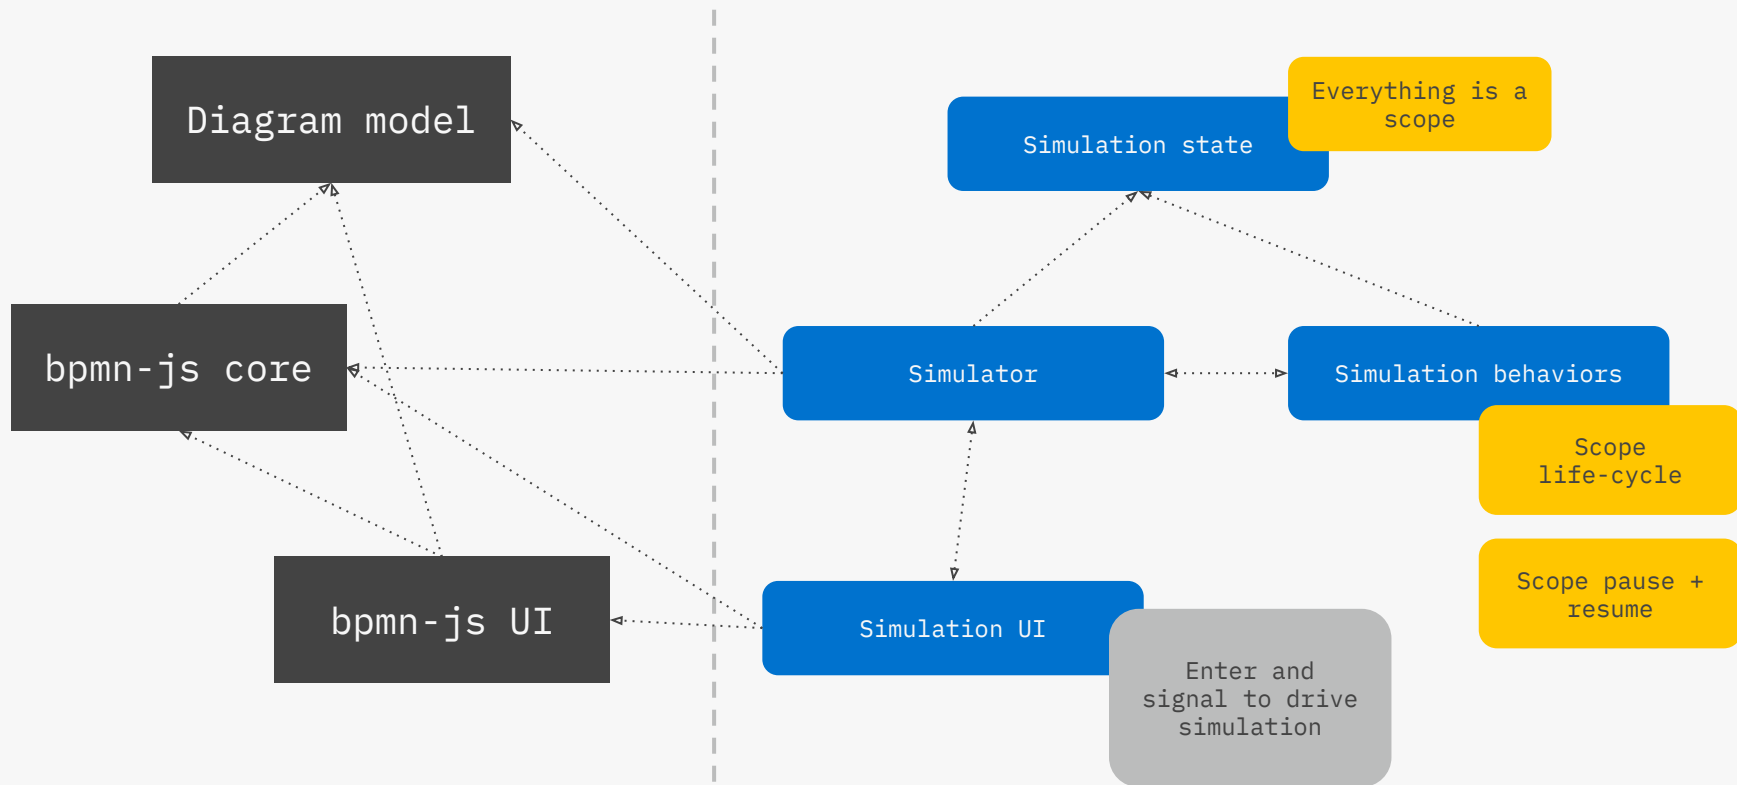 Diagram model
Everything is a
scope
Simulation state
bpmn-js core
Simulator
Simulation behaviors
Scope
life-cycle
Scope pause +
resume
bpmn-js UI
Simulation UI
Enter and
signal to drive
simulation